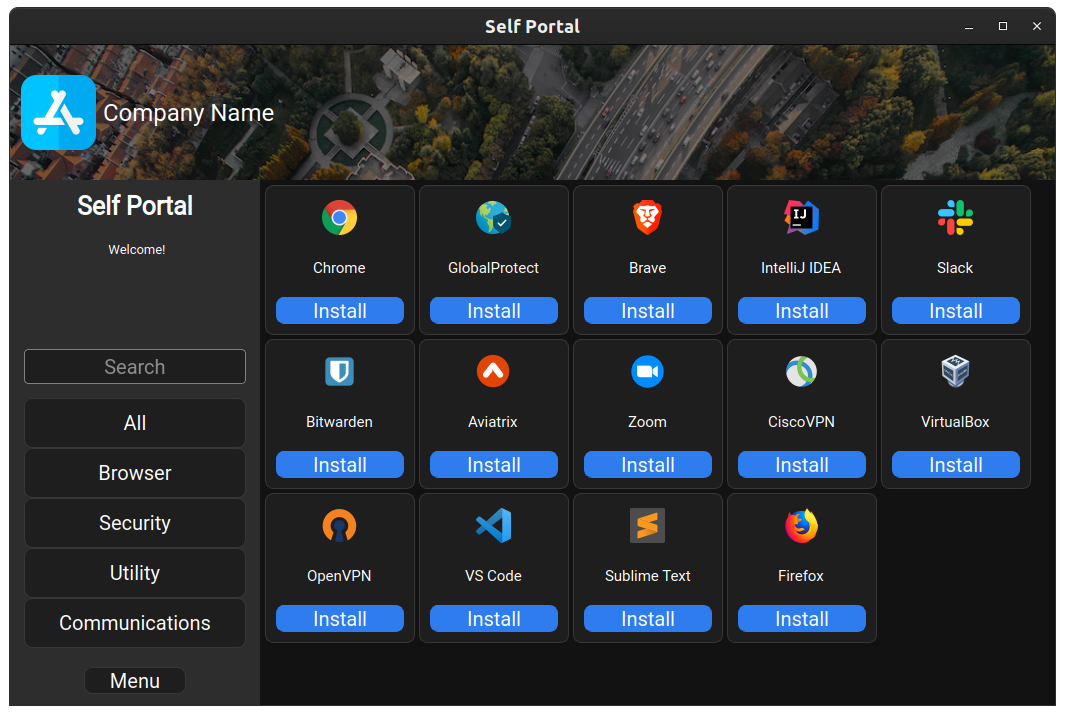 Self Portal
Company Name
Self Portal
Welcome!
Search
All
Browser
Security
Utility
Communications
Menu
Chrome GlobalProtect Brave IntelliJ IDEA Slack
Install Install Install Install Install
Bitwarden Aviatrix Zoom CiscoVPN VirtualBox
Install Install Install Install Install
OpenVPN VS Code Sublime Text Firefox
Install Install Install Install